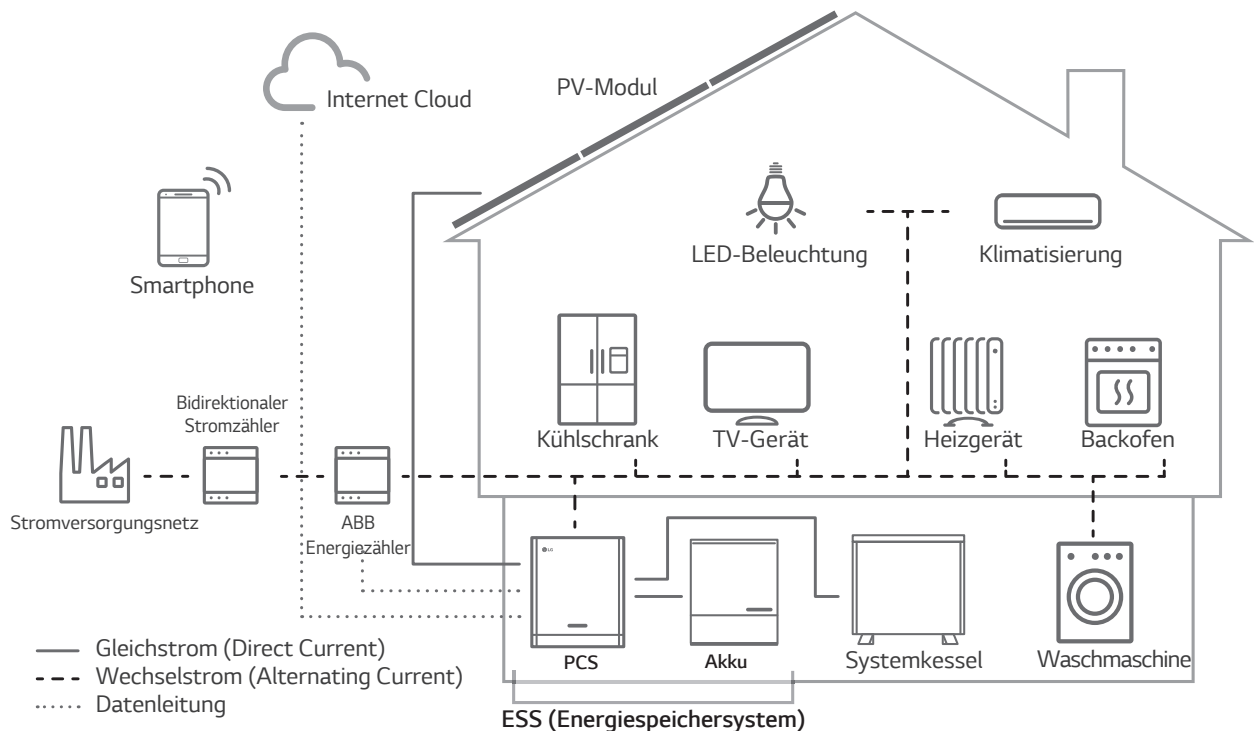 Internet Cloud
PV-Modul
Smartphone
LED-Beleuchtung
Klimatisierung
Kühlschrank
TV-Gerät
Heizgerät
Backofen
Bidirektionaler
Stromzähler
Stromversorgungsnetz
ABB
Energiezähler
LG
PCS
Akku
Systemkessel
Waschmaschine
Gleichstrom (Direct Current)
Wechselstrom (Alternating Current)
Datenleitung
ESS (Energiespeichersystem)